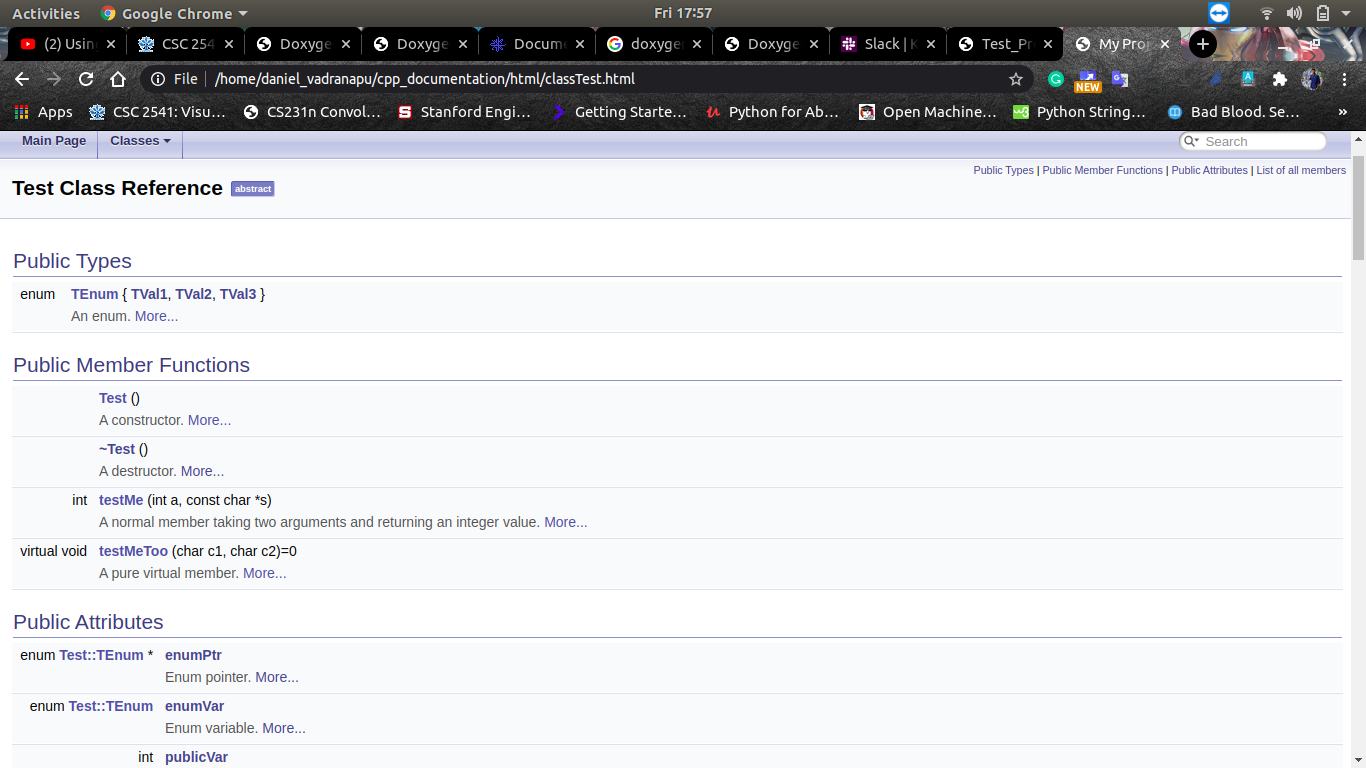 Activities Google Chrome Fri 17:57
(2) Usin CSC 254 Doxyge Doxyge Docume doxyger Doxyge Slack | K Test_Pr My Proj
File | /home/daniel_vadranapu/cpp_documentation/html/classTest.html
NEW
Apps CSC 2541: Visu... CS231n Convol... Stanford Engi... Getting Starte... Python for Ab... Open Machine... Python String... Bad Blood. Se... »
Main Page Classes Search
Public Types | Public Member Functions | Public Attributes | List of all members
Test Class Reference abstract
Public Types
enum TEnum { TVal1, TVal2, TVal3 }
An enum. More...
Public Member Functions
Test ()
A constructor. More...
~Test ()
A destructor. More...
int testMe (int a, const char *s)
A normal member taking two arguments and returning an integer value. More...
virtual void testMeToo (char c1, char c2)=0
A pure virtual member. More...
Public Attributes
enum Test::TEnum * enumPtr
Enum pointer. More...
enum Test::TEnum enumVar
Enum variable. More...
int publicVar